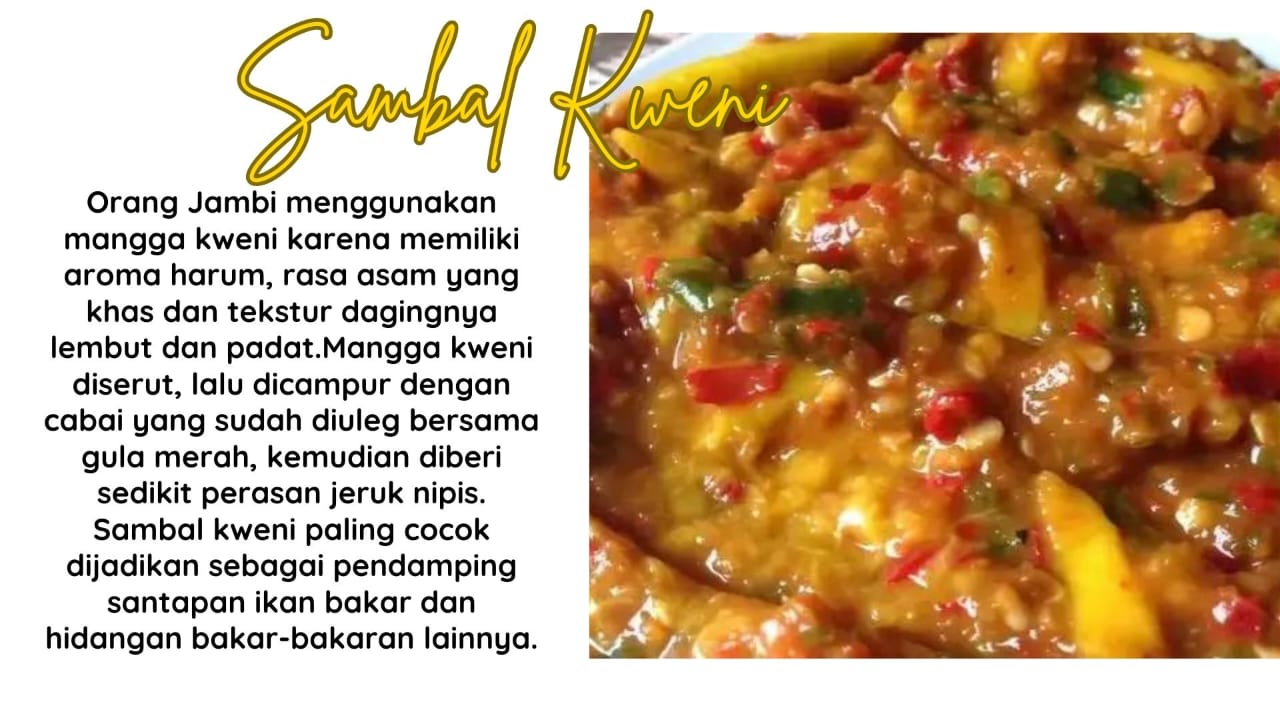 Sambal Kweni
Orang Jambi menggunakan
mangga kweni karena memiliki
aroma harum, rasa asam yang
khas dan tekstur dagingnya
lembut dan padat.Mangga kweni
diserut, lalu dicampur dengan
cabai yang sudah diuleg bersama
gula merah, kemudian diberi
sedikit perasan jeruk nipis.
Sambal kweni paling cocok
dijadikan sebagai pendamping
santapan ikan bakar dan
hidangan bakar-bakaran lainnya.